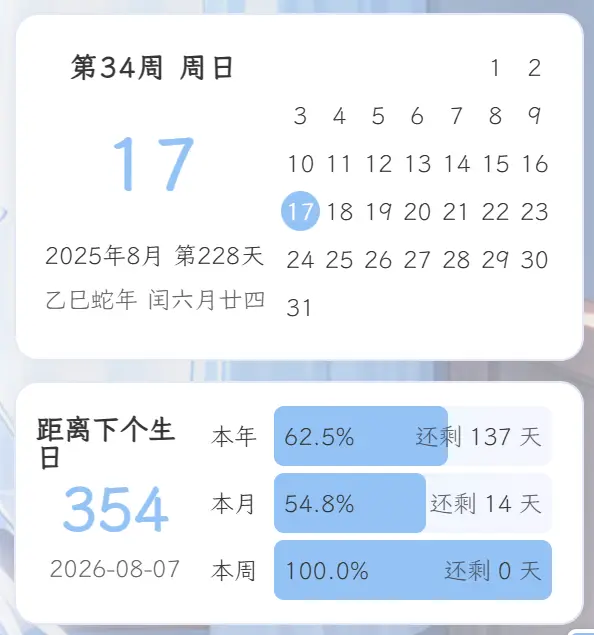 第34周 周日
17
2025年8月 第228天
乙巳蛇年 闰六月廿四
1 2
3 4 5 6 7 8 9
10 11 12 13 14 15 16
17 18 19 20 21 22 23
24 25 26 27 28 29 30
31
距离下个生
日
354
2026-08-07
本年 62.5% 还剩 137 天
本月 54.8% 还剩 14 天
本周 100.0% 还剩 0 天